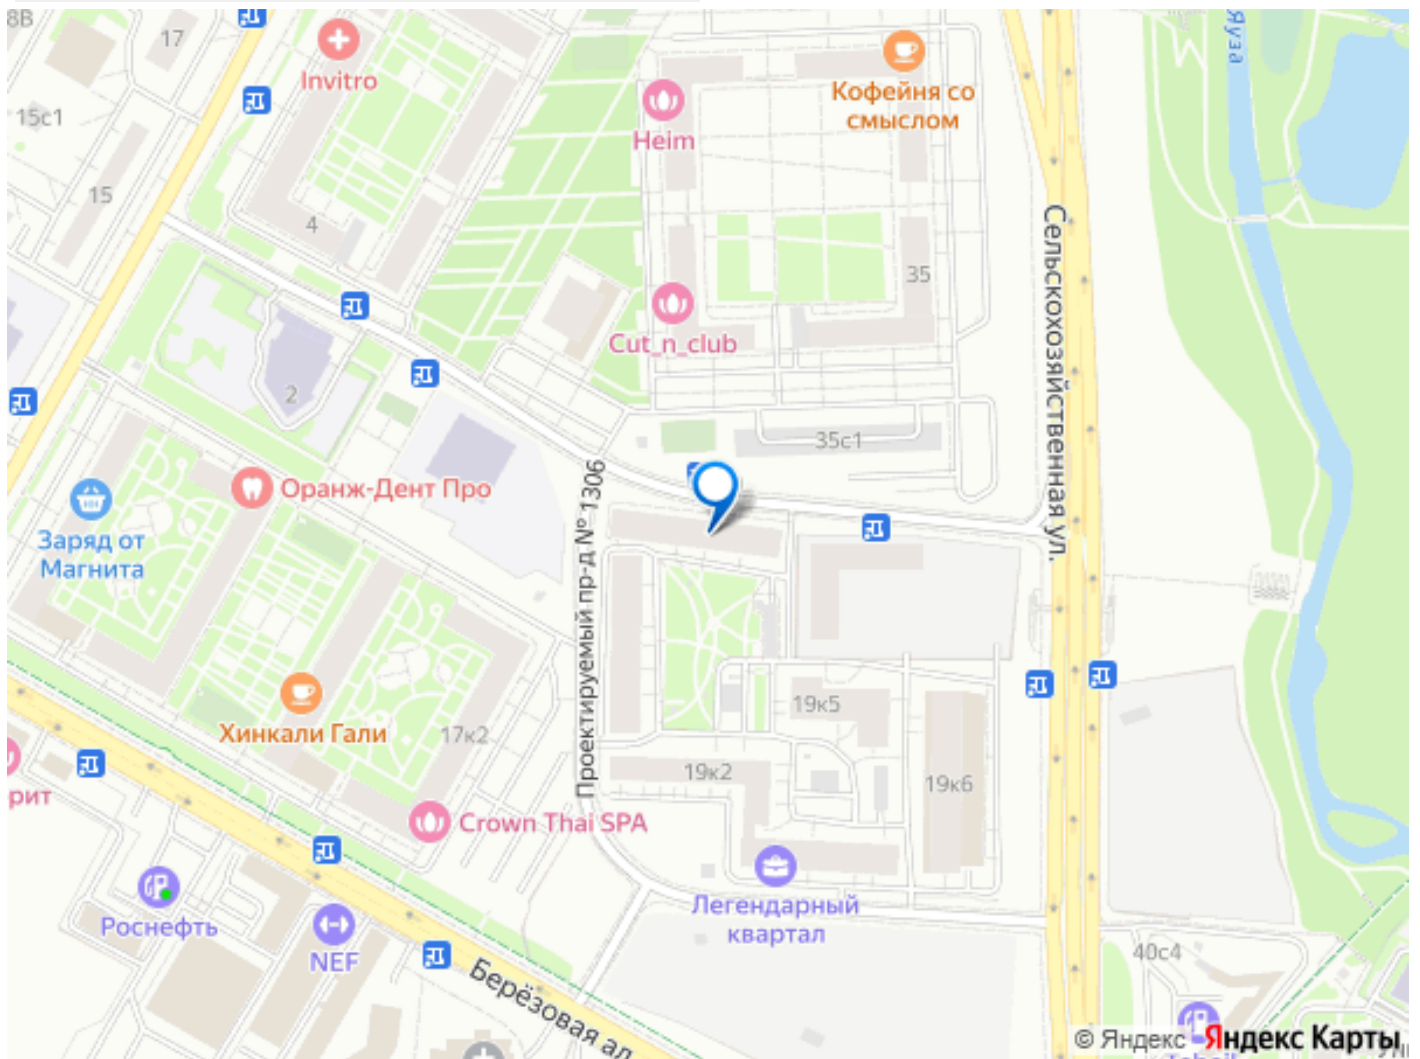 8В
17
Invitro
15с1
15
4
Heim
Кофейня со
смыслом
Яуза
35
Сельскохозяйственная ул.
Cut_n_club
2
35с1
Оранж-Дент Про
Заряд от
Магнита
Проектируемый пр-д № 1306
Хинкали Гали
17к2
19к5
19к2
19к6
рит
Crown Thai SPA
Легендарный
квартал
Роснефть
NEF
Берёзовая ал.
40с4
© Яндекс Яндекс Карты